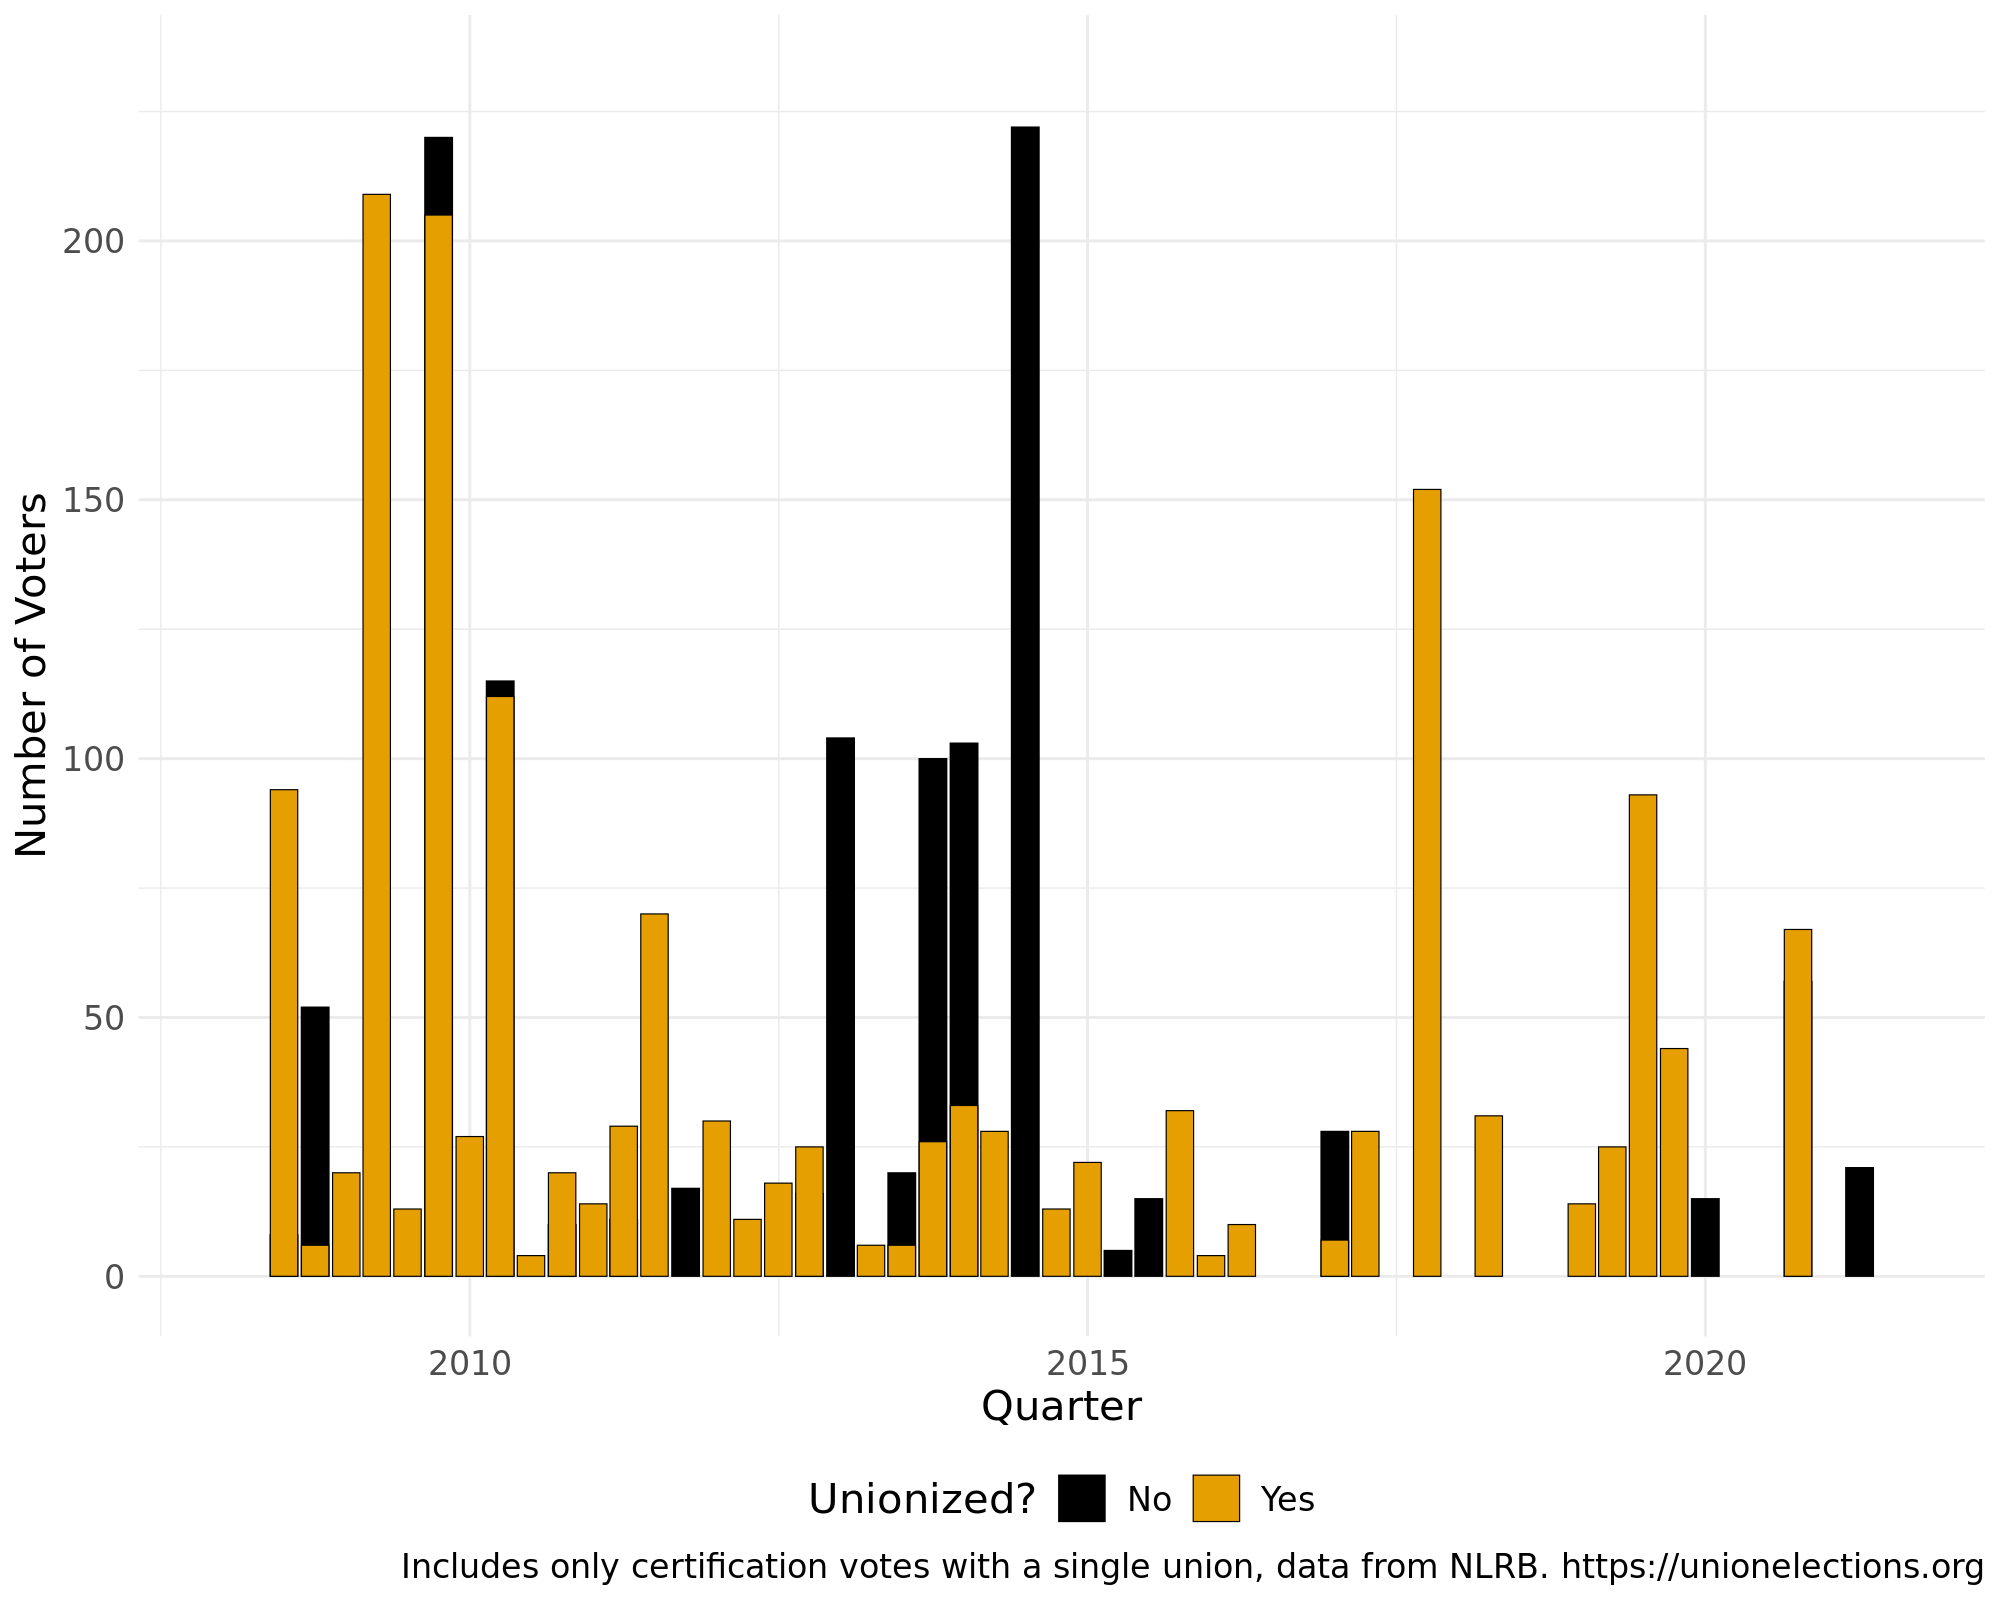 Number of Voters
200
150
100
50
0
2010 2015 2020
Quarter
Unionized? No Yes
Includes only certification votes with a single union, data from NLRB. https://unionelections.org